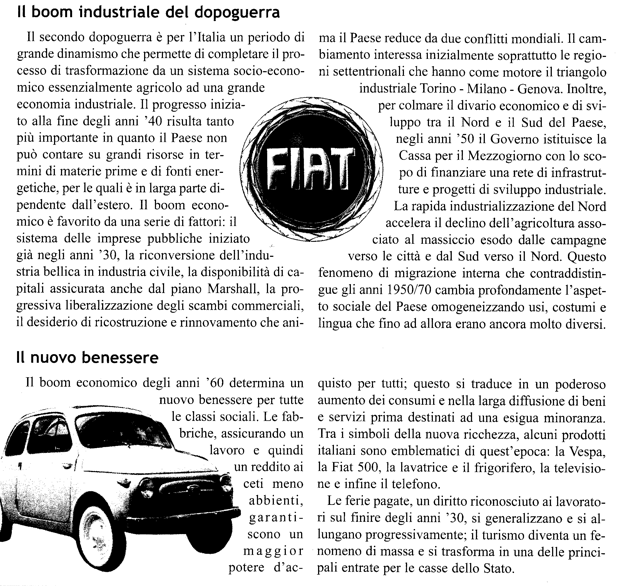 Il boom industriale del dopoguerra
Il secondo dopoguerra è per l'Italia un periodo di
grande dinamismo che permette di completare il pro-
cesso di trasformazione da un sistema socio-econo-
mico essenzialmente agricolo ad una grande
economia industriale. Il progresso inizia-
to alla fine degli anni '40 risulta tanto
più importante in quanto il Paese non
può contare su grandi risorse in ter-
mini di materie prime e di fonti ener-
getiche, per le quali è in larga parte di-
pendente dall'estero. Il boom econo-
mico è favorito da una serie di fattori: il
sistema delle imprese pubbliche iniziato
già negli anni '30, la riconversione dell'indu-
stria bellica in industria civile, la disponibilità di ca-
pitali assicurata anche dal piano Marshall, la pro-
gressiva liberalizzazione degli scambi commerciali,
il desiderio di ricostruzione e rinnovamento che ani-
FIAT
ma il Paese reduce da due conflitti mondiali. Il cam-
biamento interessa inizialmente soprattutto le regio-
ni settentrionali che hanno come motore il triangolo
industriale Torino - Milano - Genova. Inoltre,
per colmare il divario economico e di svi-
luppo tra il Nord e il Sud del Paese,
negli anni '50 il Governo istituisce la
Cassa per il Mezzogiorno con lo sco-
po di finanziare una rete di infrastrut-
ture e progetti di sviluppo industriale.
La rapida industrializzazione del Nord
accelera il declino dell'agricoltura asso-
ciato al massiccio esodo dalle campagne
verso le città e dal Sud verso il Nord. Questo
fenomeno di migrazione interna che contraddistin-
gue gli anni 1950/70 cambia profondamente l'aspet-
to sociale del Paese omogeneizzando usi, costumi e
lingua che fino ad allora erano ancora molto diversi.
Il nuovo benessere
Il boom economico degli anni '60 determina un
nuovo benessere per tutte
le classi sociali. Le fab-
briche, assicurando un
lavoro e quindi
un reddito ai
ceti meno
abbienti,
garanti-
scono un
maggior
potere d'ac-
quisto per tutti; questo si traduce in un poderoso
aumento dei consumi e nella larga diffusione di beni
e servizi prima destinati ad una esigua minoranza.
Tra i simboli della nuova ricchezza, alcuni prodotti
italiani sono emblematici di quest'epoca: la Vespa,
la Fiat 500, la lavatrice e il frigorifero, la televisio-
ne e infine il telefono.
Le ferie pagate, un diritto riconosciuto ai lavorato-
ri sul finire degli anni '30, si generalizzano e si al-
lungano progressivamente; il turismo diventa un fe-
nomeno di massa e si trasforma in una delle princi-
pali entrate per le casse dello Stato.